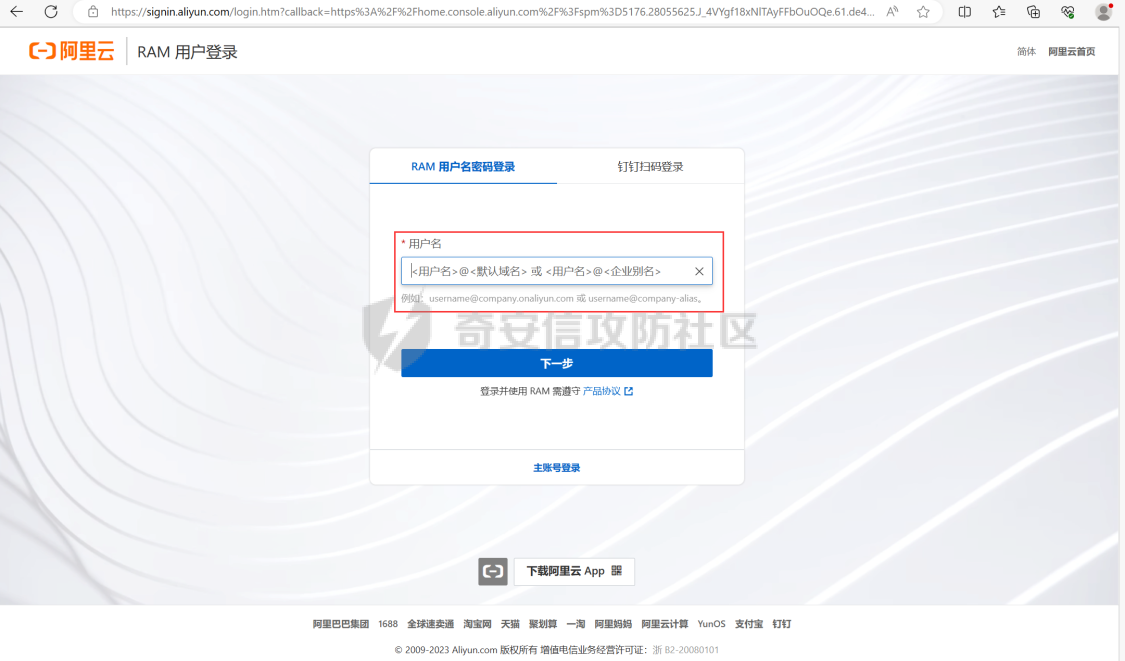 https://signin.aliyun.com/login.htm?callback=https%3A%2F%2Fhome.console.aliyun.com%2F%3Fspm%3D5176.28055625.J_4VYgf18xNlTAyFFbOuOQe.61.de4...
阿里云 RAM 用户登录 简体 阿里云首页
RAM 用户名密码登录 钉钉扫码登录
* 用户名
<用户名>@<默认域名> 或 <用户名>@<企业别名>
例如：username@company.onaliyun.com 或 username@company-alias。
奇安信攻防社区
下一步
登录并使用 RAM 需遵守 产品协议
主账号登录
下载阿里云 App
阿里巴巴集团 1688 全球速卖通 淘宝网 天猫 聚划算 一淘 阿里妈妈 阿里云计算 YunOS 支付宝 钉钉
© 2009-2023 Aliyun.com 版权所有 增值电信业务经营许可证： 浙 B2-20080101